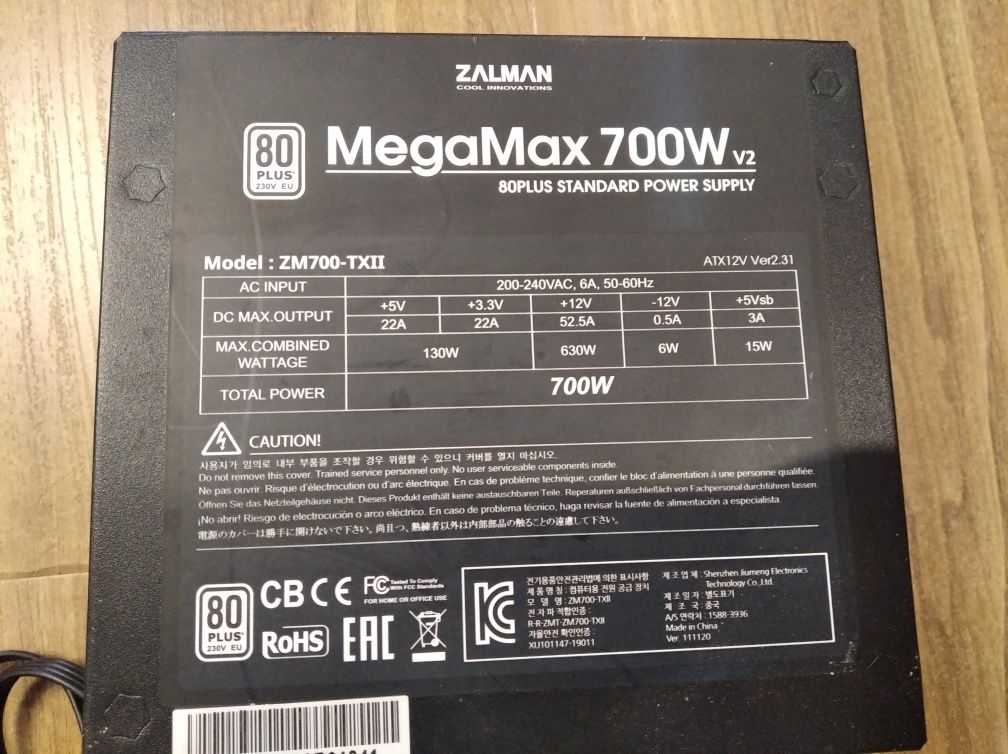 ZALMAN
COOL INNOVATIONS
80
PLUS
230V EU
MegaMax 700W V2
80PLUS STANDARD POWER SUPPLY
Model : ZM700-TXII
ATX12V Ver2.31
AC INPUT 200-240VAC, 6A, 50-60Hz
DC MAX.OUTPUT +5V +3.3V +12V -12V +5Vsb
22A 22A 52.5A 0.5A 3A
MAX.COMBINED WATTAGE 130W 630W 6W 15W
TOTAL POWER 700W
CAUTION!
사용자가 임의로 내부 부품을 조작할 경우 위험할 수 있으니 커버를 열지 마십시오.
Do not remove this cover. Trained service personnel only. No user serviceable components inside.
Ne pas ouvrir. Risque d'électrocution ou d'arc électrique. En cas de problème technique, confier le bloc d'alimentation à une personne qualifiée.
Öffnen Sie das Netzteilgehäuse nicht. Dieses Produkt enthält keine austauschbaren Teile. Reperaturen außschließlich von Fachpersonal durchführen lassen.
¡No abrir! Riesgo de electrocución o arco eléctrico. En caso de problema técnico, haga revisar la fuente de alimentación a especialista.
電源のカバーは勝手に開けないで下さい。尚且つ、熟練者以外は内部部品の触ることの遠慮して下さい。
80
PLUS
230V EU
CB CE FC Tested To Comply
With FCC Standards
FOR HOME OR OFFICE USE
RoHS EAC
전기용품안전관리법에 의한 표시사항
제 품 명 칭 : 컴퓨터용 전원 공급 장치
모 델 명 : ZM700-TXII
전 자 파 적합인증 :
R-R-ZMT-ZM700-TXII
자율안전 확인인증 :
XU101147-19011
제 조 업 체 : Shenzhen Jiumeng Electronics
Technology Co.,Ltd.
제 조 일 자 : 별도표기
제 조 국 : 중국
A/S 연락처 : 1588-3936
Made in China
Ver. 111120